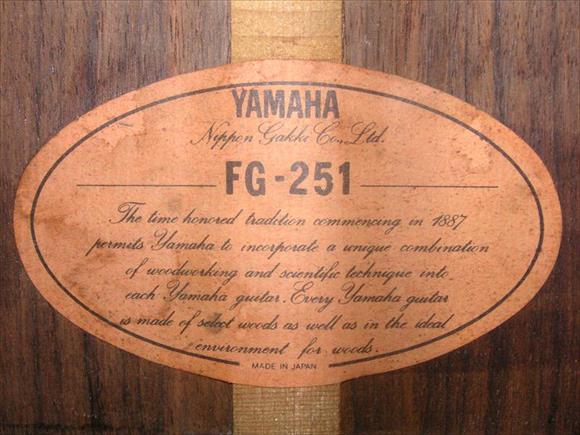 YAMAHA
Nippon Gakki Co., Ltd.
FG-251
The time honored tradition commencing in 1887
permits Yamaha to incorporate a unique combination
of woodworking and scientific technique into
each Yamaha guitar. Every Yamaha guitar
is made of select woods as well as in the ideal
environment for woods.
MADE IN JAPAN